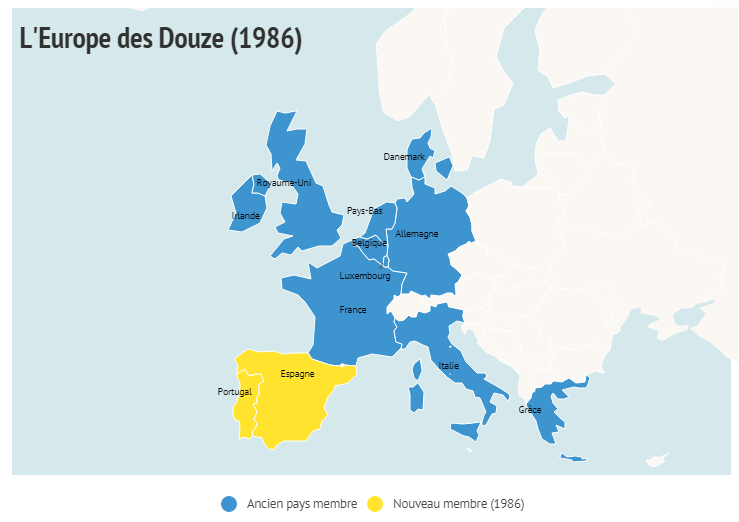 L'Europe des Douze (1986)
Danemark
Royaume-Uni
Irlande
Pays-Bas
Allemagne
Belgique
Luxembourg
France
Italie
Espagne
Portugal
Grèce
Ancien pays membre
Nouveau membre (1986)